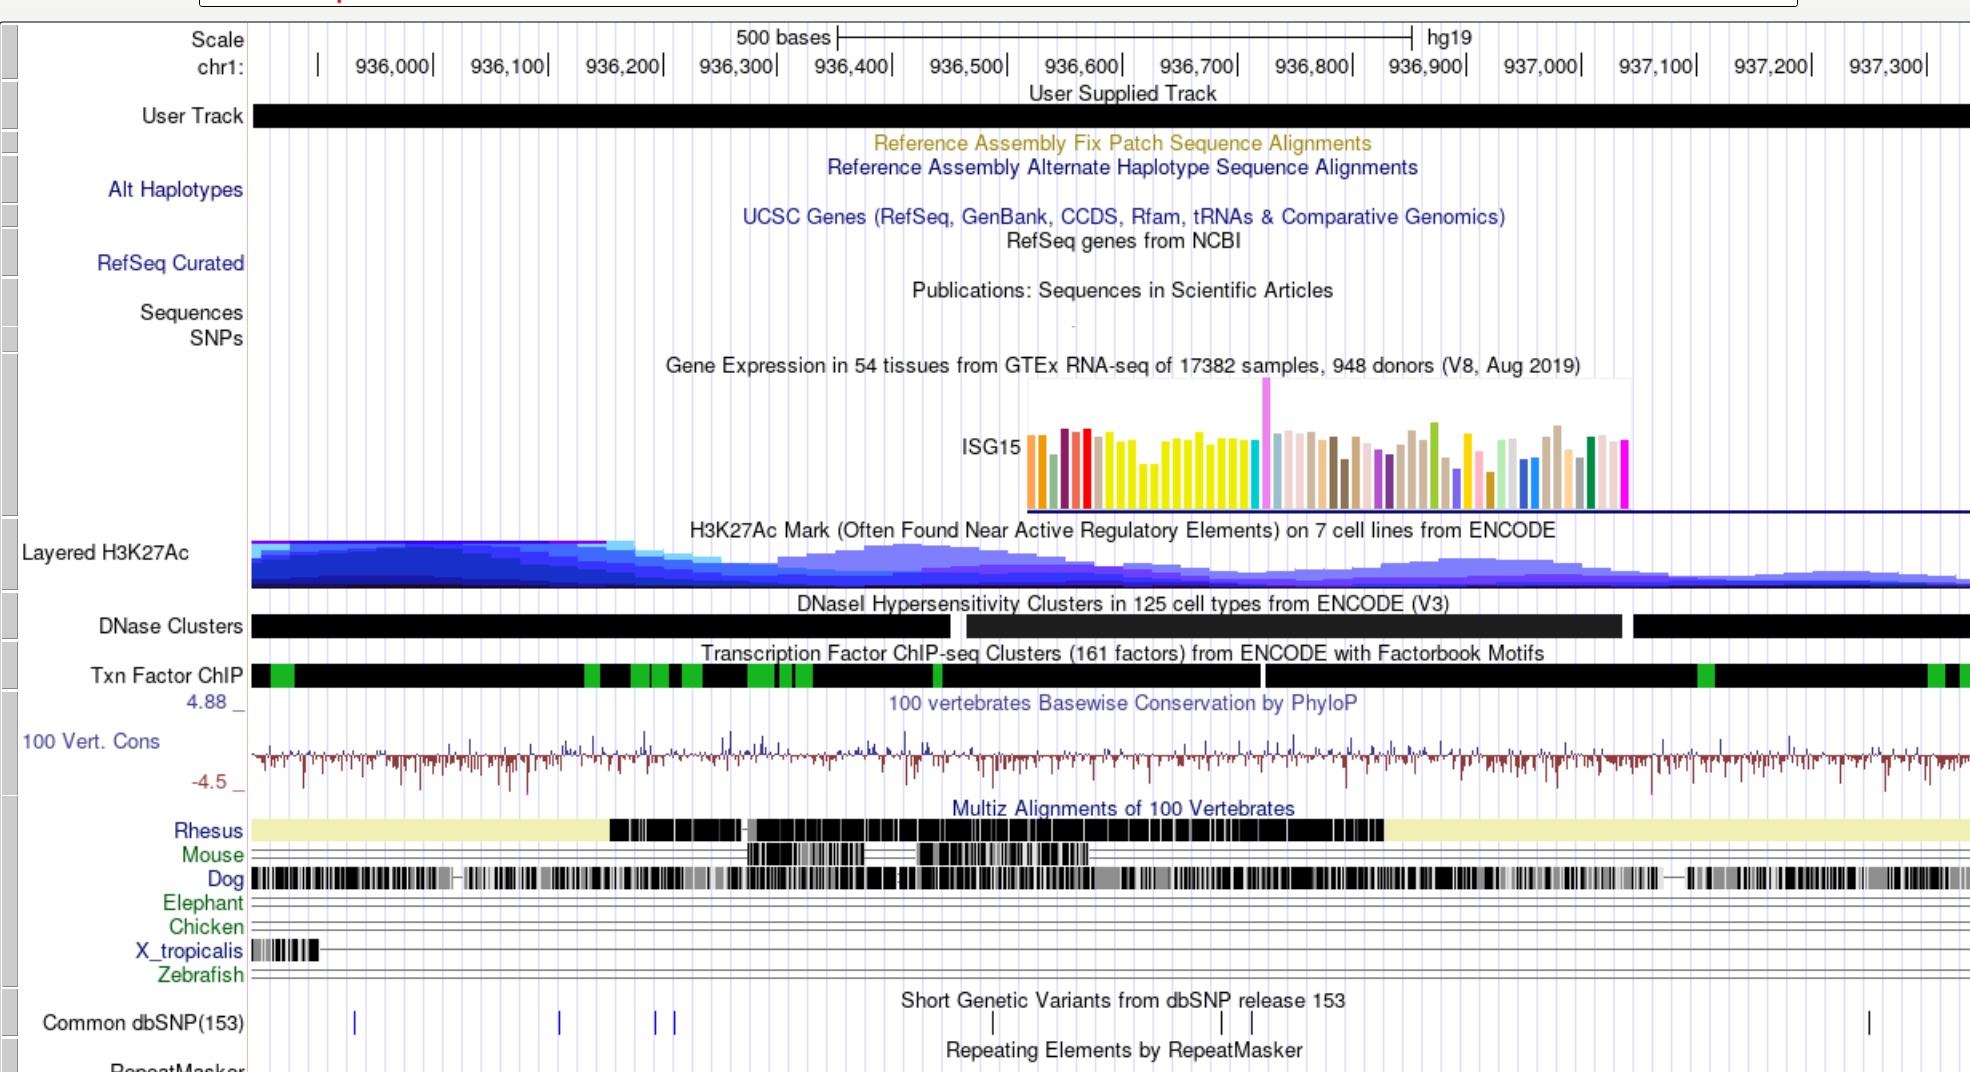 Scale 500 bases hg19
chr1: 936,000 936,100 936,200 936,300 936,400 936,500 936,600 936,700 936,800 936,900 937,000 937,100 937,200 937,300
User Supplied Track
User Track
Reference Assembly Fix Patch Sequence Alignments
Reference Assembly Alternate Haplotype Sequence Alignments
Alt Haplotypes
UCSC Genes (RefSeq, GenBank, CCDS, Rfam, tRNAs & Comparative Genomics)
RefSeq genes from NCBI
RefSeq Curated
Publications: Sequences in Scientific Articles
Sequences
SNPs
Gene Expression in 54 tissues from GTEx RNA-seq of 17382 samples, 948 donors (V8, Aug 2019)
ISG15
H3K27Ac Mark (Often Found Near Active Regulatory Elements) on 7 cell lines from ENCODE
Layered H3K27Ac
DNaseI Hypersensitivity Clusters in 125 cell types from ENCODE (V3)
DNase Clusters
Transcription Factor ChIP-seq Clusters (161 factors) from ENCODE with Factorbook Motifs
Txn Factor ChIP
4.88 _ 100 vertebrates Basewise Conservation by PhyloP
100 Vert. Cons
-4.5 _
Multiz Alignments of 100 Vertebrates
Rhesus
Mouse
Dog
Elephant
Chicken
X_tropicalis
Zebrafish
Short Genetic Variants from dbSNP release 153
Common dbSNP(153)
Repeating Elements by RepeatMasker
RepeatMasker